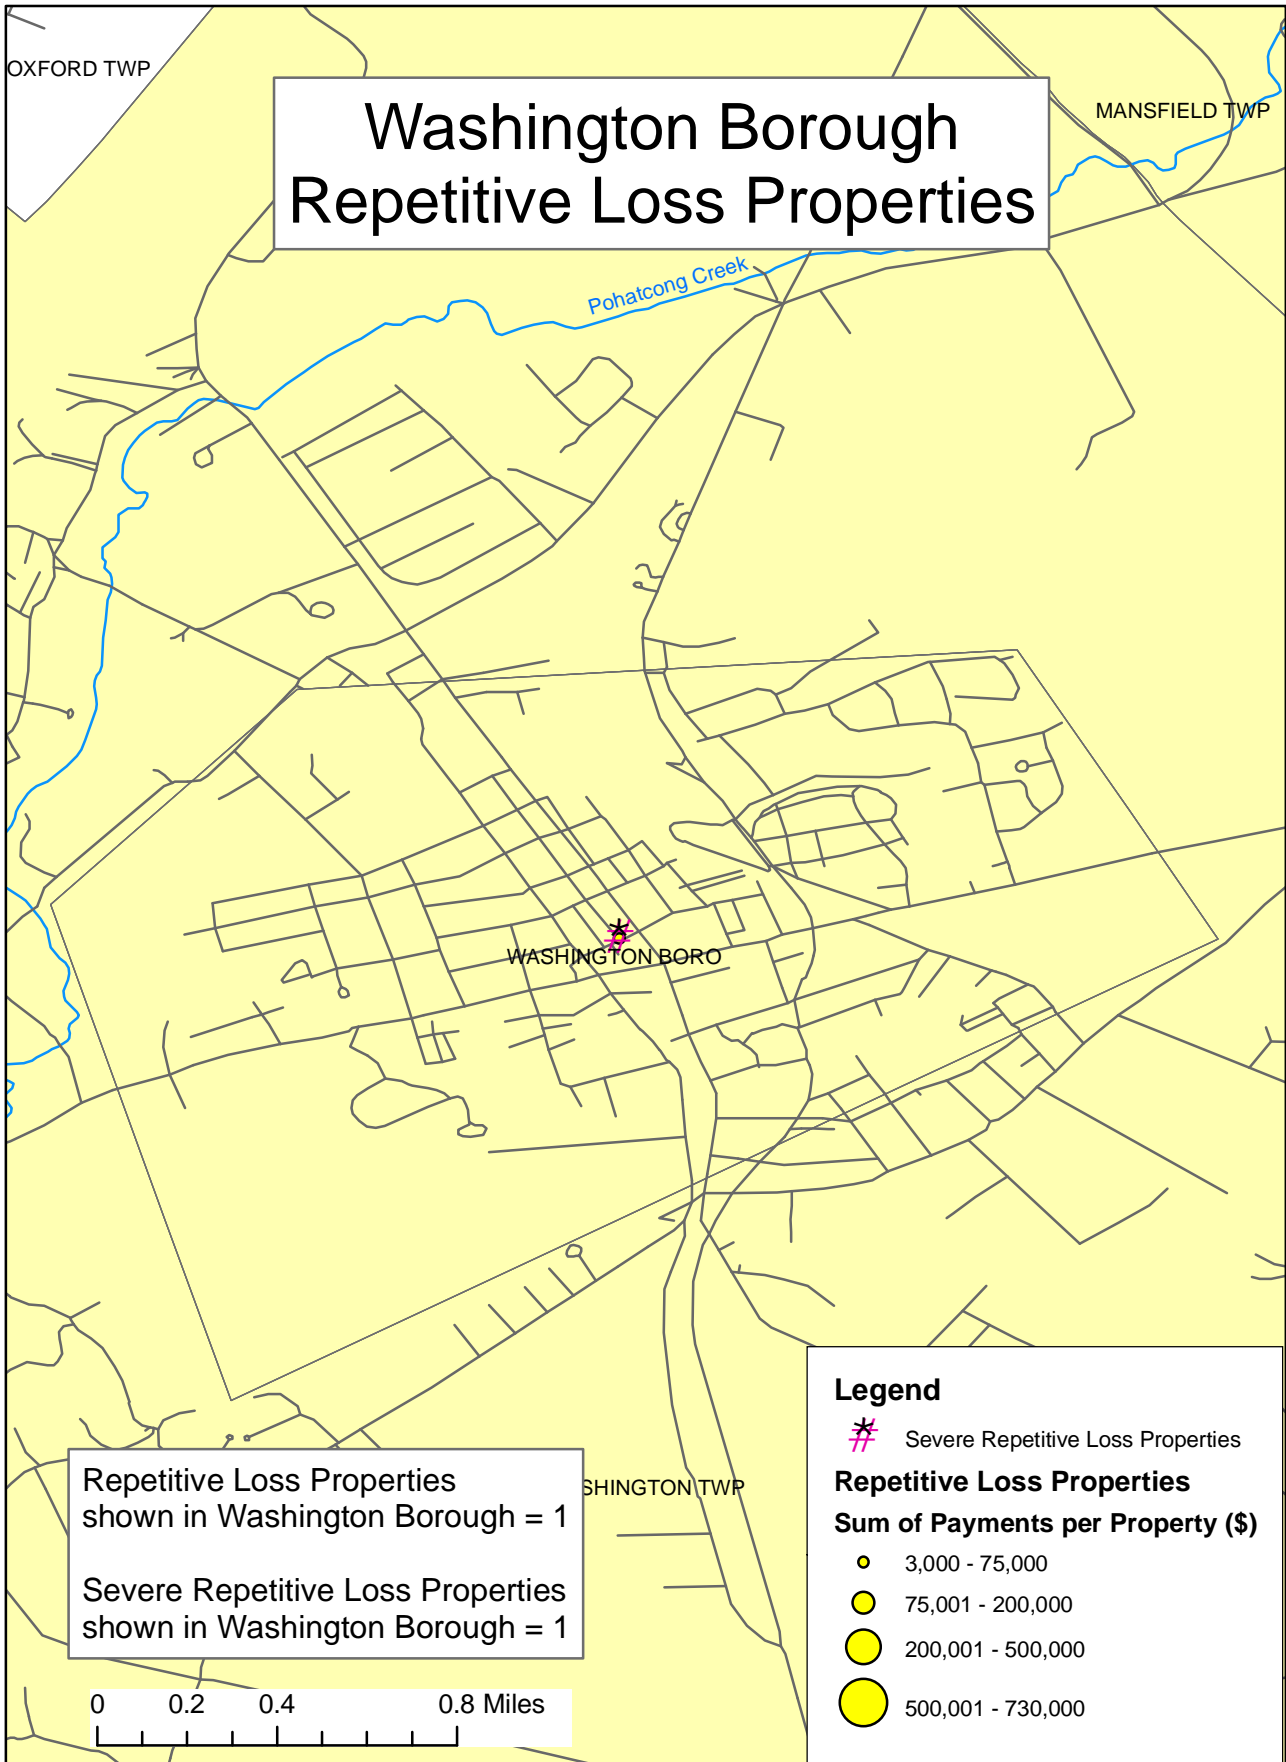 OXFORD TWP
Washington Borough
Repetitive Loss Properties
MANSFIELD TWP
Pohatcong Creek
WASHINGTON BORO
SHINGTON TWP
Repetitive Loss Properties
shown in Washington Borough = 1
Severe Repetitive Loss Properties
shown in Washington Borough = 1
0 0.2 0.4 0.8 Miles
Legend
Severe Repetitive Loss Properties
Repetitive Loss Properties
Sum of Payments per Property ($)
3,000 - 75,000
75,001 - 200,000
200,001 - 500,000
500,001 - 730,000